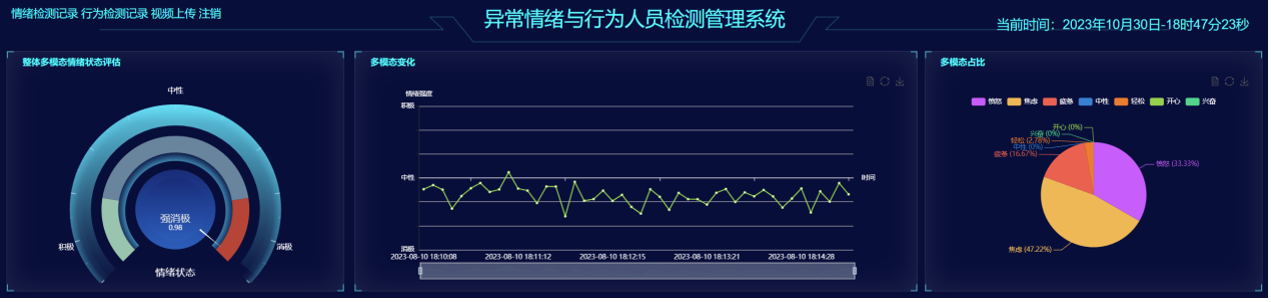 情绪检测记录 行为检测记录 视频上传 注销
异常情绪与行为人员检测管理系统
当前时间：2023年10月30日-18时47分23秒
整体多模态情绪状态评估
中性
强消极
0.98
积极
消极
情绪状态
多模态变化
情绪强度
积极
中性
时间
消极
2023-08-10 18:10:08 2023-08-10 18:11:12 2023-08-10 18:12:15 2023-08-10 18:13:21 2023-08-10 18:14:28
多模态占比
愤怒 焦虑 疲惫 中性 轻松 开心 兴奋
开心 (0%)
兴奋 (0%)
轻松 (2.78%)
中性 (0%)
疲惫 (16.67%)
愤怒 (33.33%)
焦虑 (47.22%)